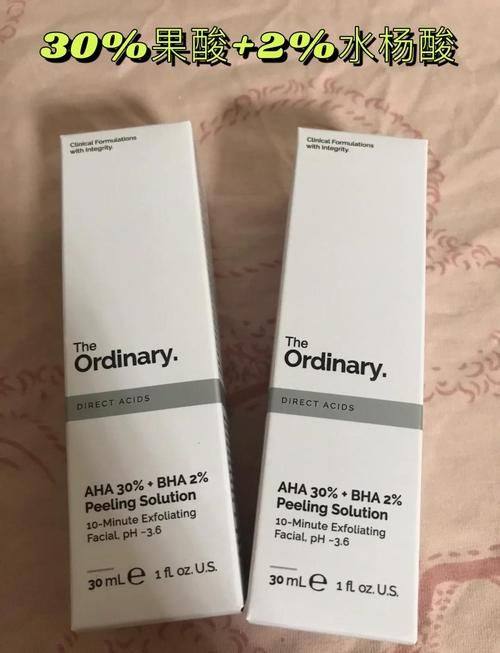 30%果酸+2%水杨酸
Clinical Formulations
with Integrity.
The
Ordinary.
DIRECT ACIDS
AHA 30% + BHA 2%
Peeling Solution
10-Minute Exfoliating
Facial, pH ~3.6
30 mL e 1 fl oz. U.S.
Clinical Formulations
with Integrity.
The
Ordinary.
DIRECT ACIDS
AHA 30% + BHA 2%
Peeling Solution
10-Minute Exfoliating
Facial, pH ~3.6
30 mL e 1 fl oz. U.S.